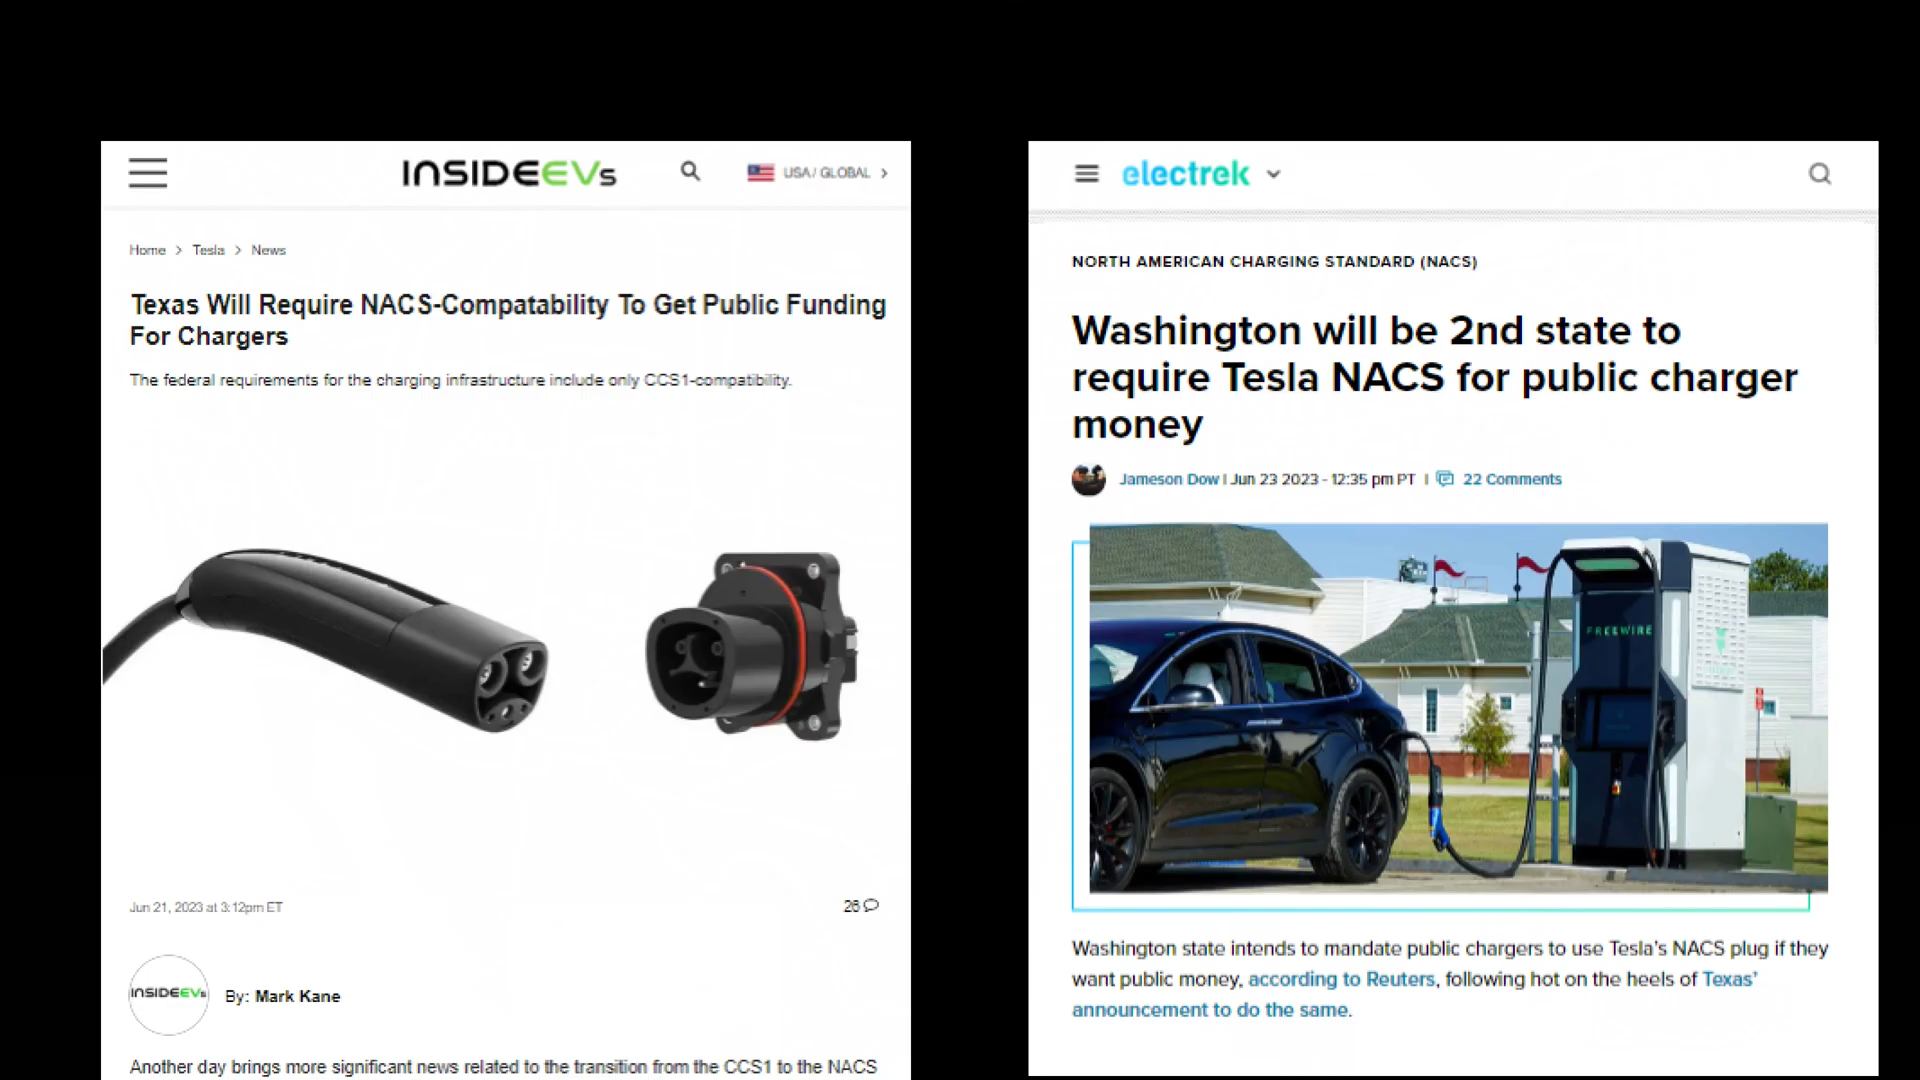 INSIDEEVs
USA / GLOBAL
Home > Tesla > News
Texas Will Require NACS-Compatability To Get Public Funding
For Chargers
The federal requirements for the charging infrastructure include only CCS1-compatibility.
Jun 21, 2023 at 3:12pm ET
26
INSIDEEVs
By: Mark Kane
Another day brings more significant news related to the transition from the CCS1 to the NACS
electrek
NORTH AMERICAN CHARGING STANDARD (NACS)
Washington will be 2nd state to
require Tesla NACS for public charger
money
Jameson Dow | Jun 23 2023 - 12:35 pm PT | 22 Comments
FREEWIRE
Washington state intends to mandate public chargers to use Tesla's NACS plug if they
want public money, according to Reuters, following hot on the heels of Texas'
announcement to do the same.